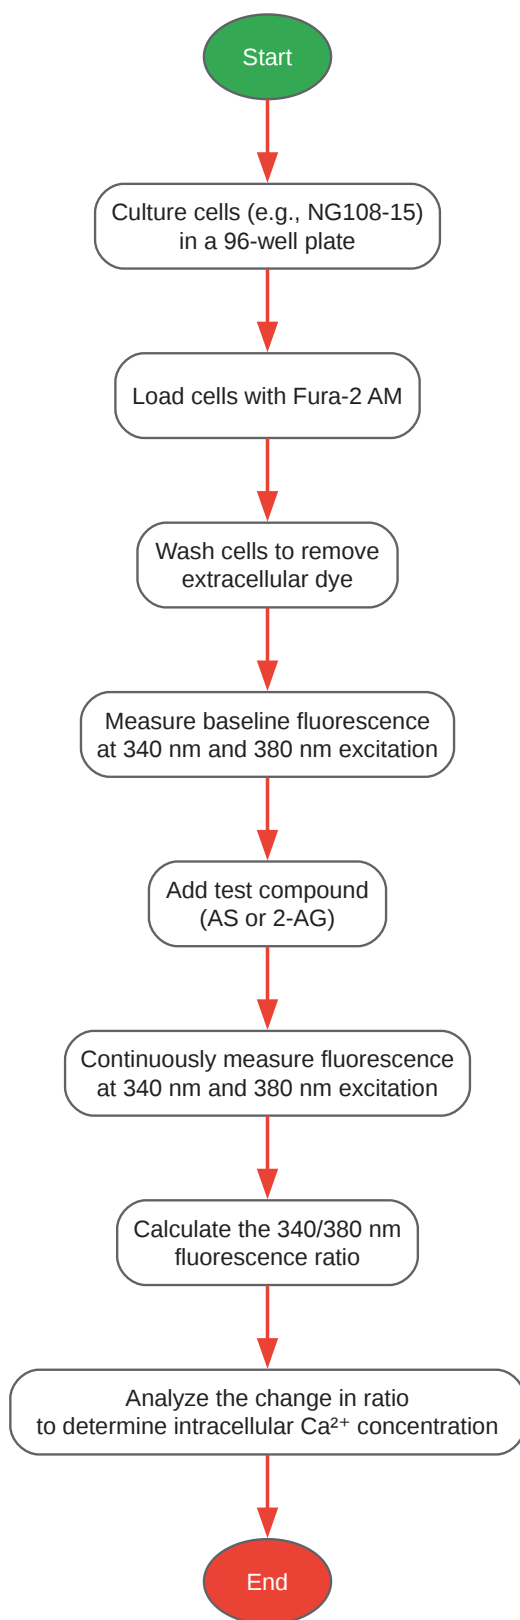 Start
Culture cells (e.g., NG108-15)
in a 96-well plate
Load cells with Fura-2 AM
Wash cells to remove
extracellular dye
Measure baseline fluorescence
at 340 nm and 380 nm excitation
Add test compound
(AS or 2-AG)
Continuously measure fluorescence
at 340 nm and 380 nm excitation
Calculate the 340/380 nm
fluorescence ratio
Analyze the change in ratio
to determine intracellular Ca²⁺ concentration
End